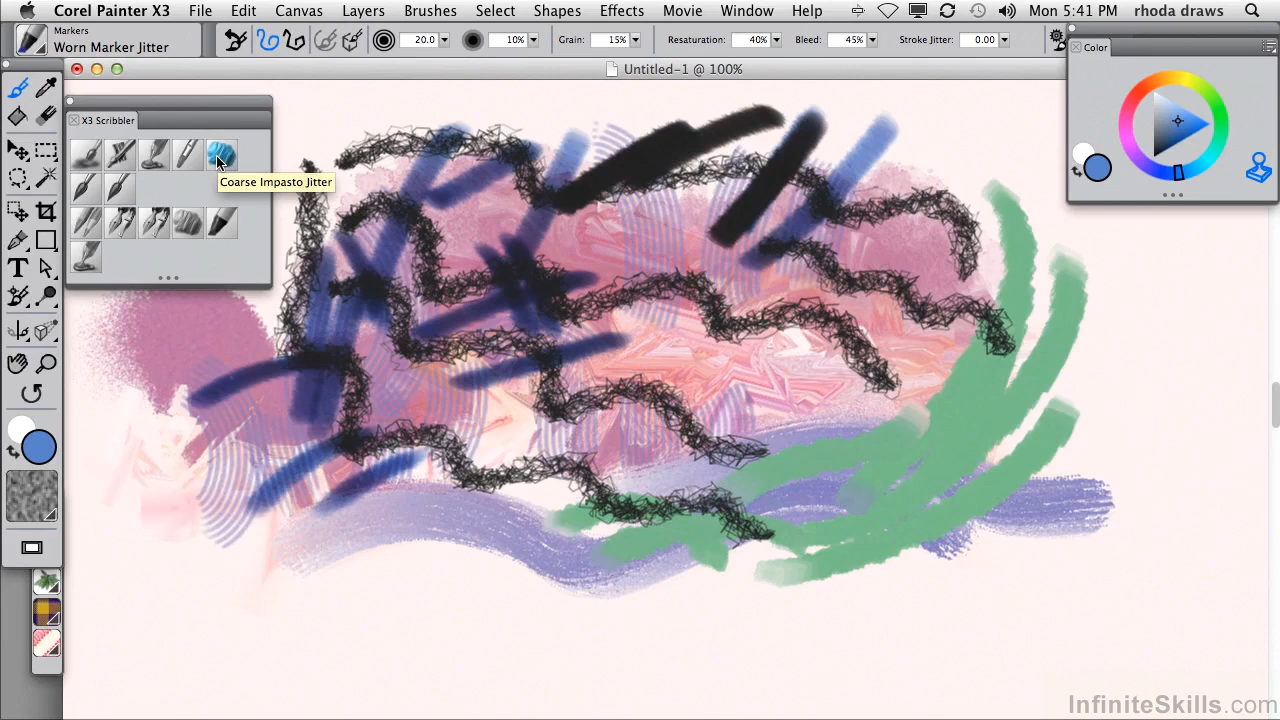 Corel Painter X3 File Edit Canvas Layers Brushes Select Shapes Effects Movie Window Help Mon 5:41 PM rhoda draws
Markers
Worn Marker Jitter
20.0 10% Grain: 15% Resaturation: 40% Bleed: 45% Stroke Jitter: 0.00
Color
Untitled-1 @ 100%
X3 Scribbler
Coarse Impasto Jitter
T
InfiniteSkills.com